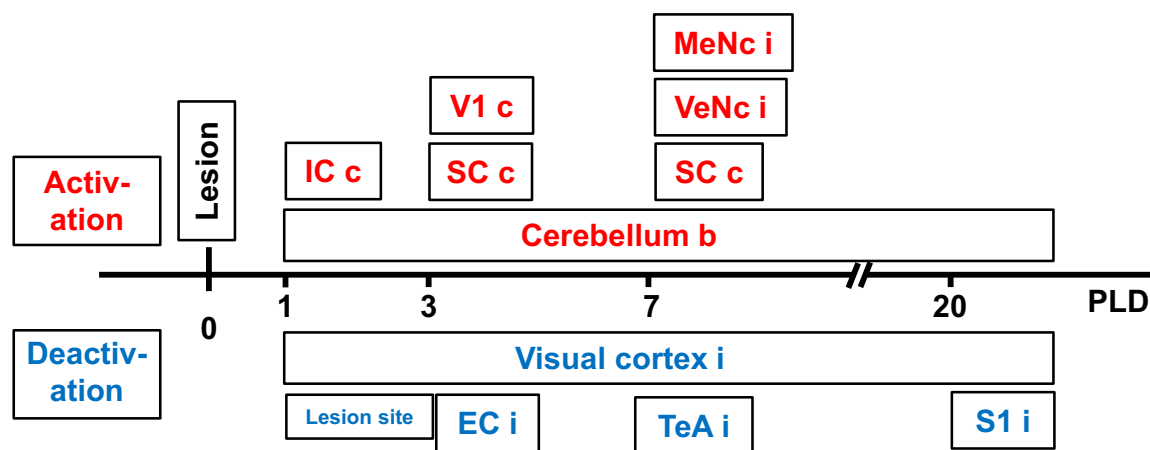 MeNc i
V1 c
VeNc i
Lesion
IC c
SC c
SC c
Activ-
ation
Cerebellum b
0
1
3
7
20
PLD
Deactiv-
ation
Visual cortex i
Lesion site
EC i
TeA i
S1 i